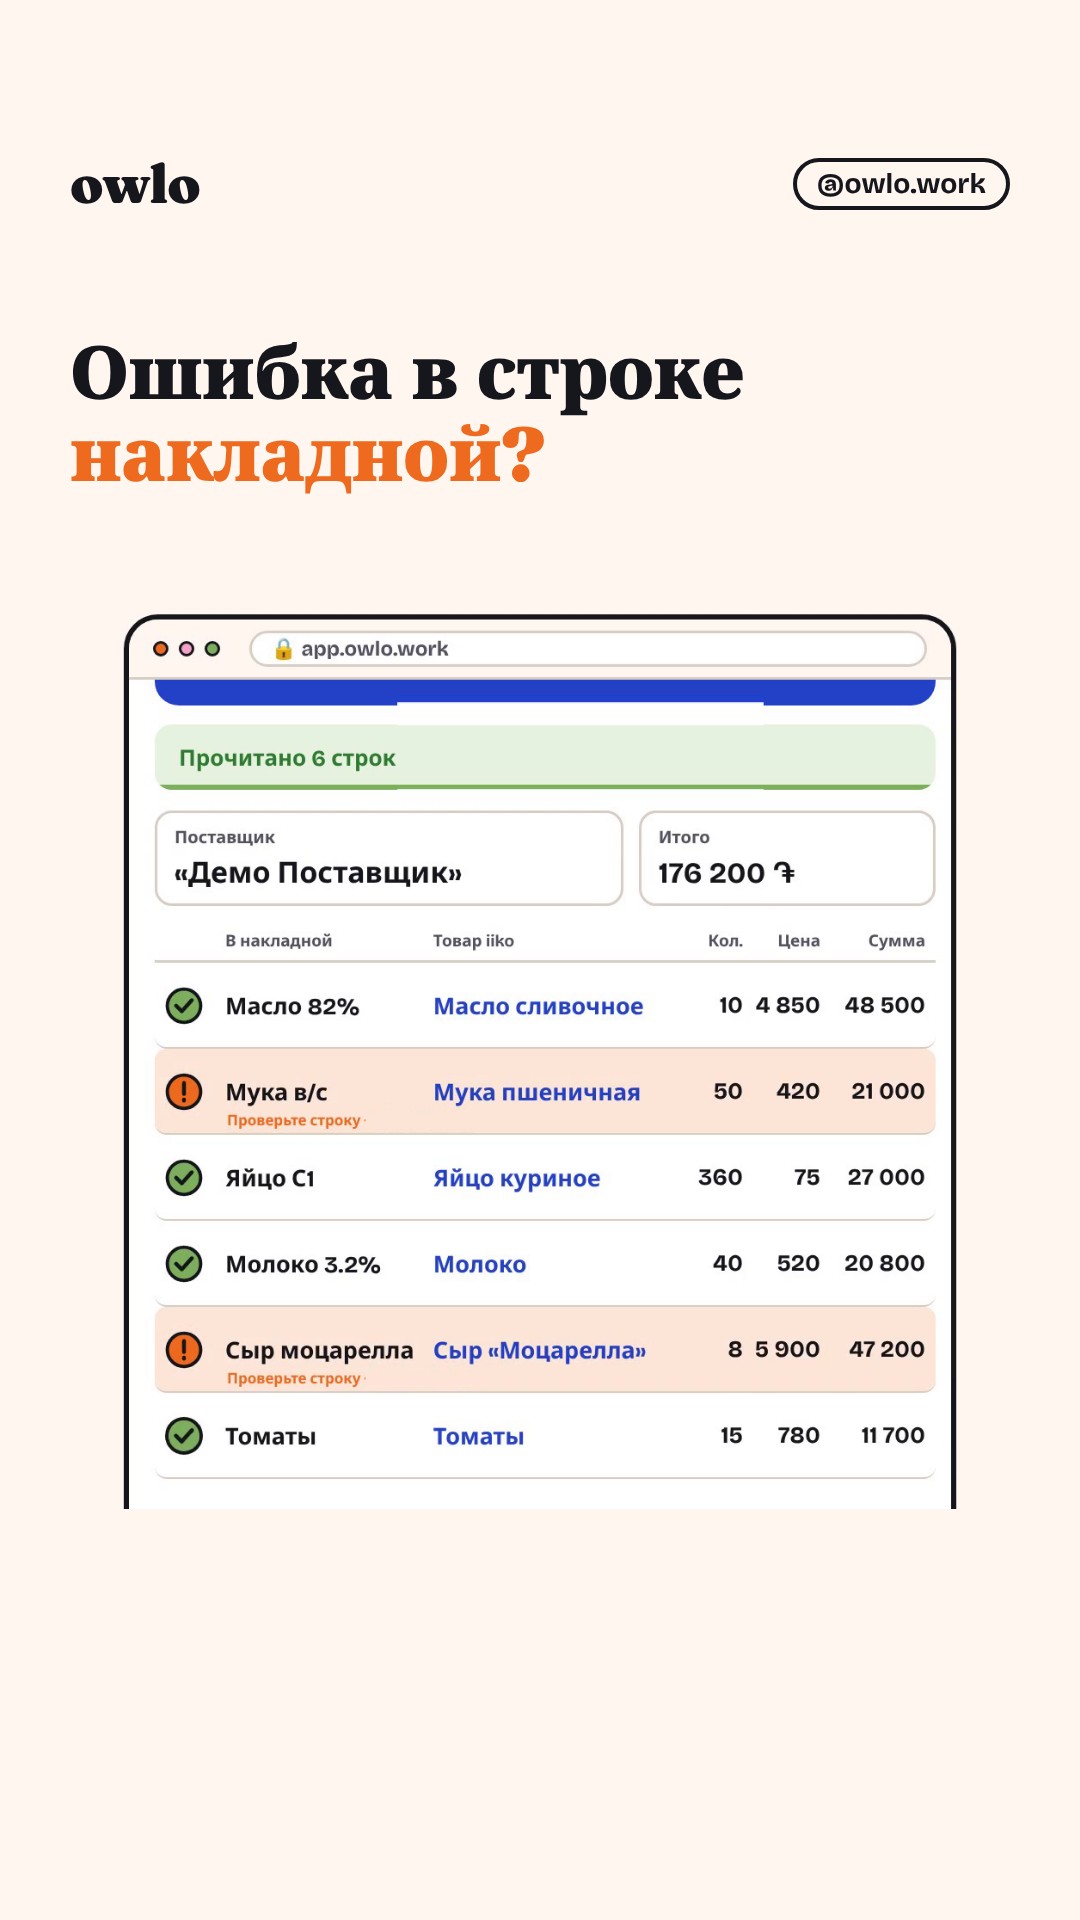 owlo
@owlo.work
Ошибка в строке
накладной?
🔒 app.owlo.work
Прочитано 6 строк
Поставщик Итого
«Демо Поставщик» 176 200 ֏
В накладной Товар iiko Кол. Цена Сумма
Масло 82% Масло сливочное 10 4 850 48 500
Мука в/с Мука пшеничная 50 420 21 000
Проверьте строку ·
Яйцо С1 Яйцо куриное 360 75 27 000
Молоко 3.2% Молоко 40 520 20 800
Сыр моцарелла Сыр «Моцарелла» 8 5 900 47 200
Проверьте строку ·
Томаты Томаты 15 780 11 700